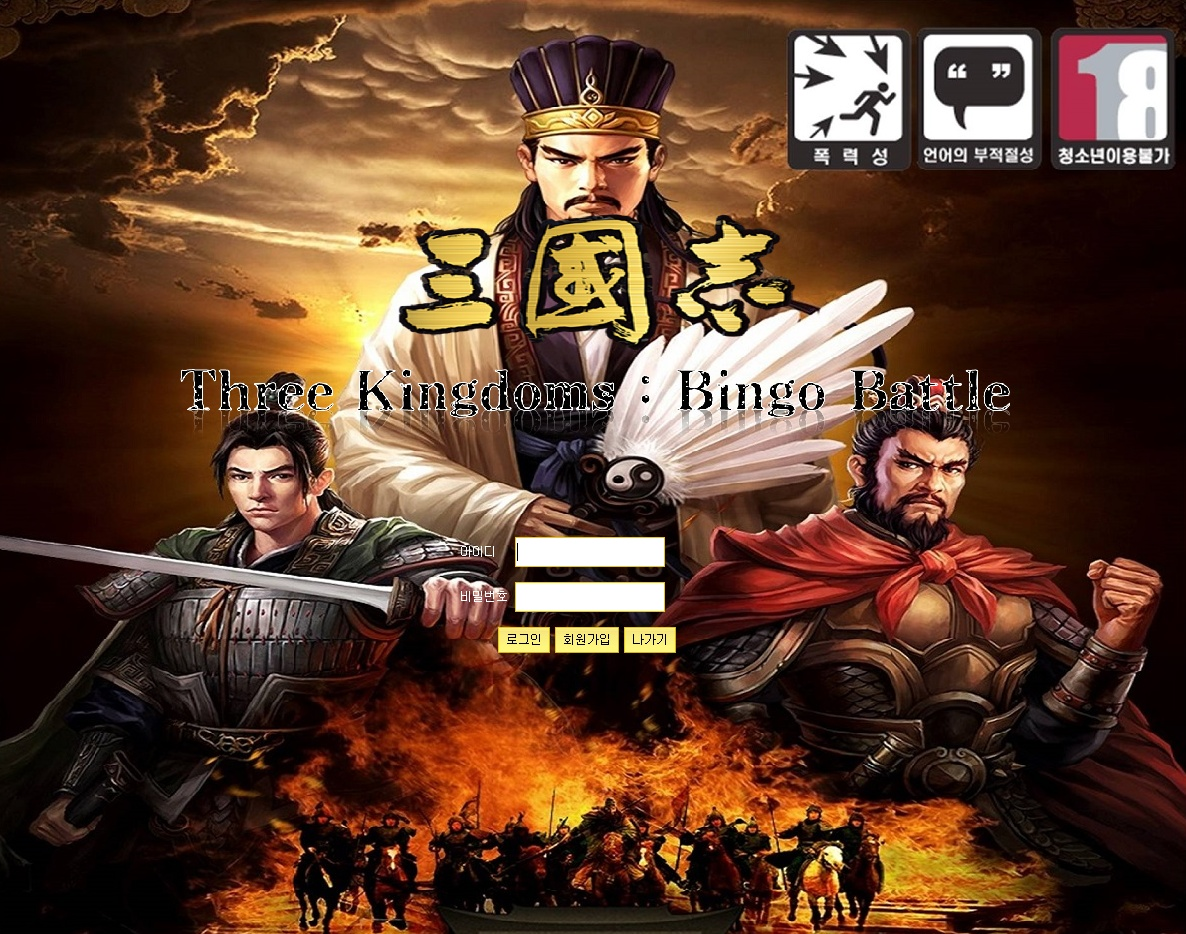 폭력성
언어의 부적절성
18
청소년이용불가
三國志
Three Kingdoms : Bingo Battle
아이디
비밀번호
로그인
회원가입
나가기